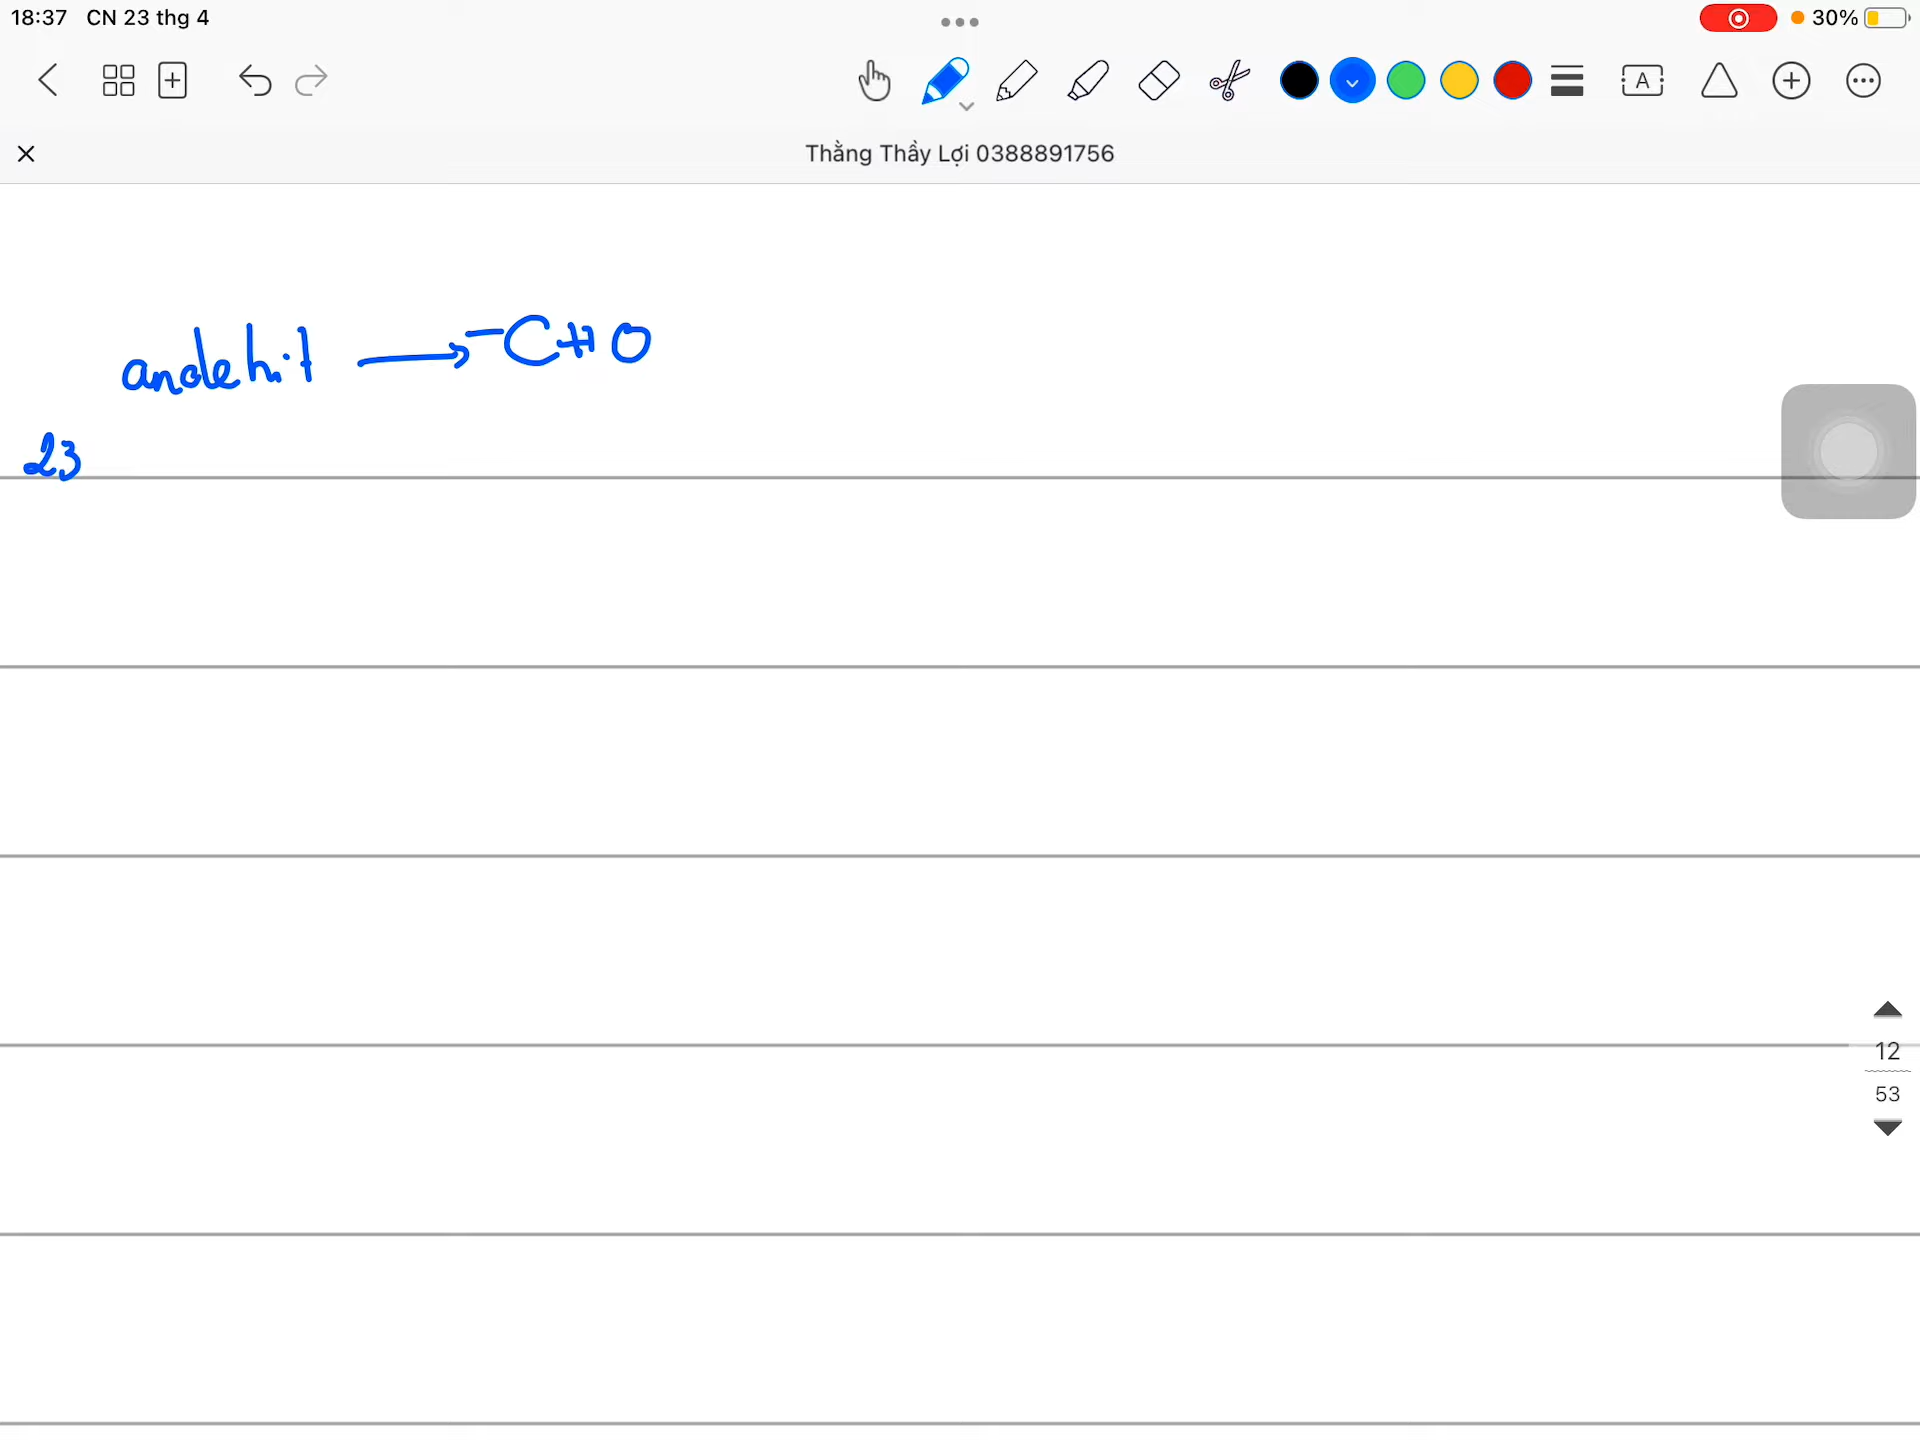 18:37 CN 23 thg 4
30%
A
Thằng Thầy Lợi 0388891756
andehit → -CHO
23
12
53